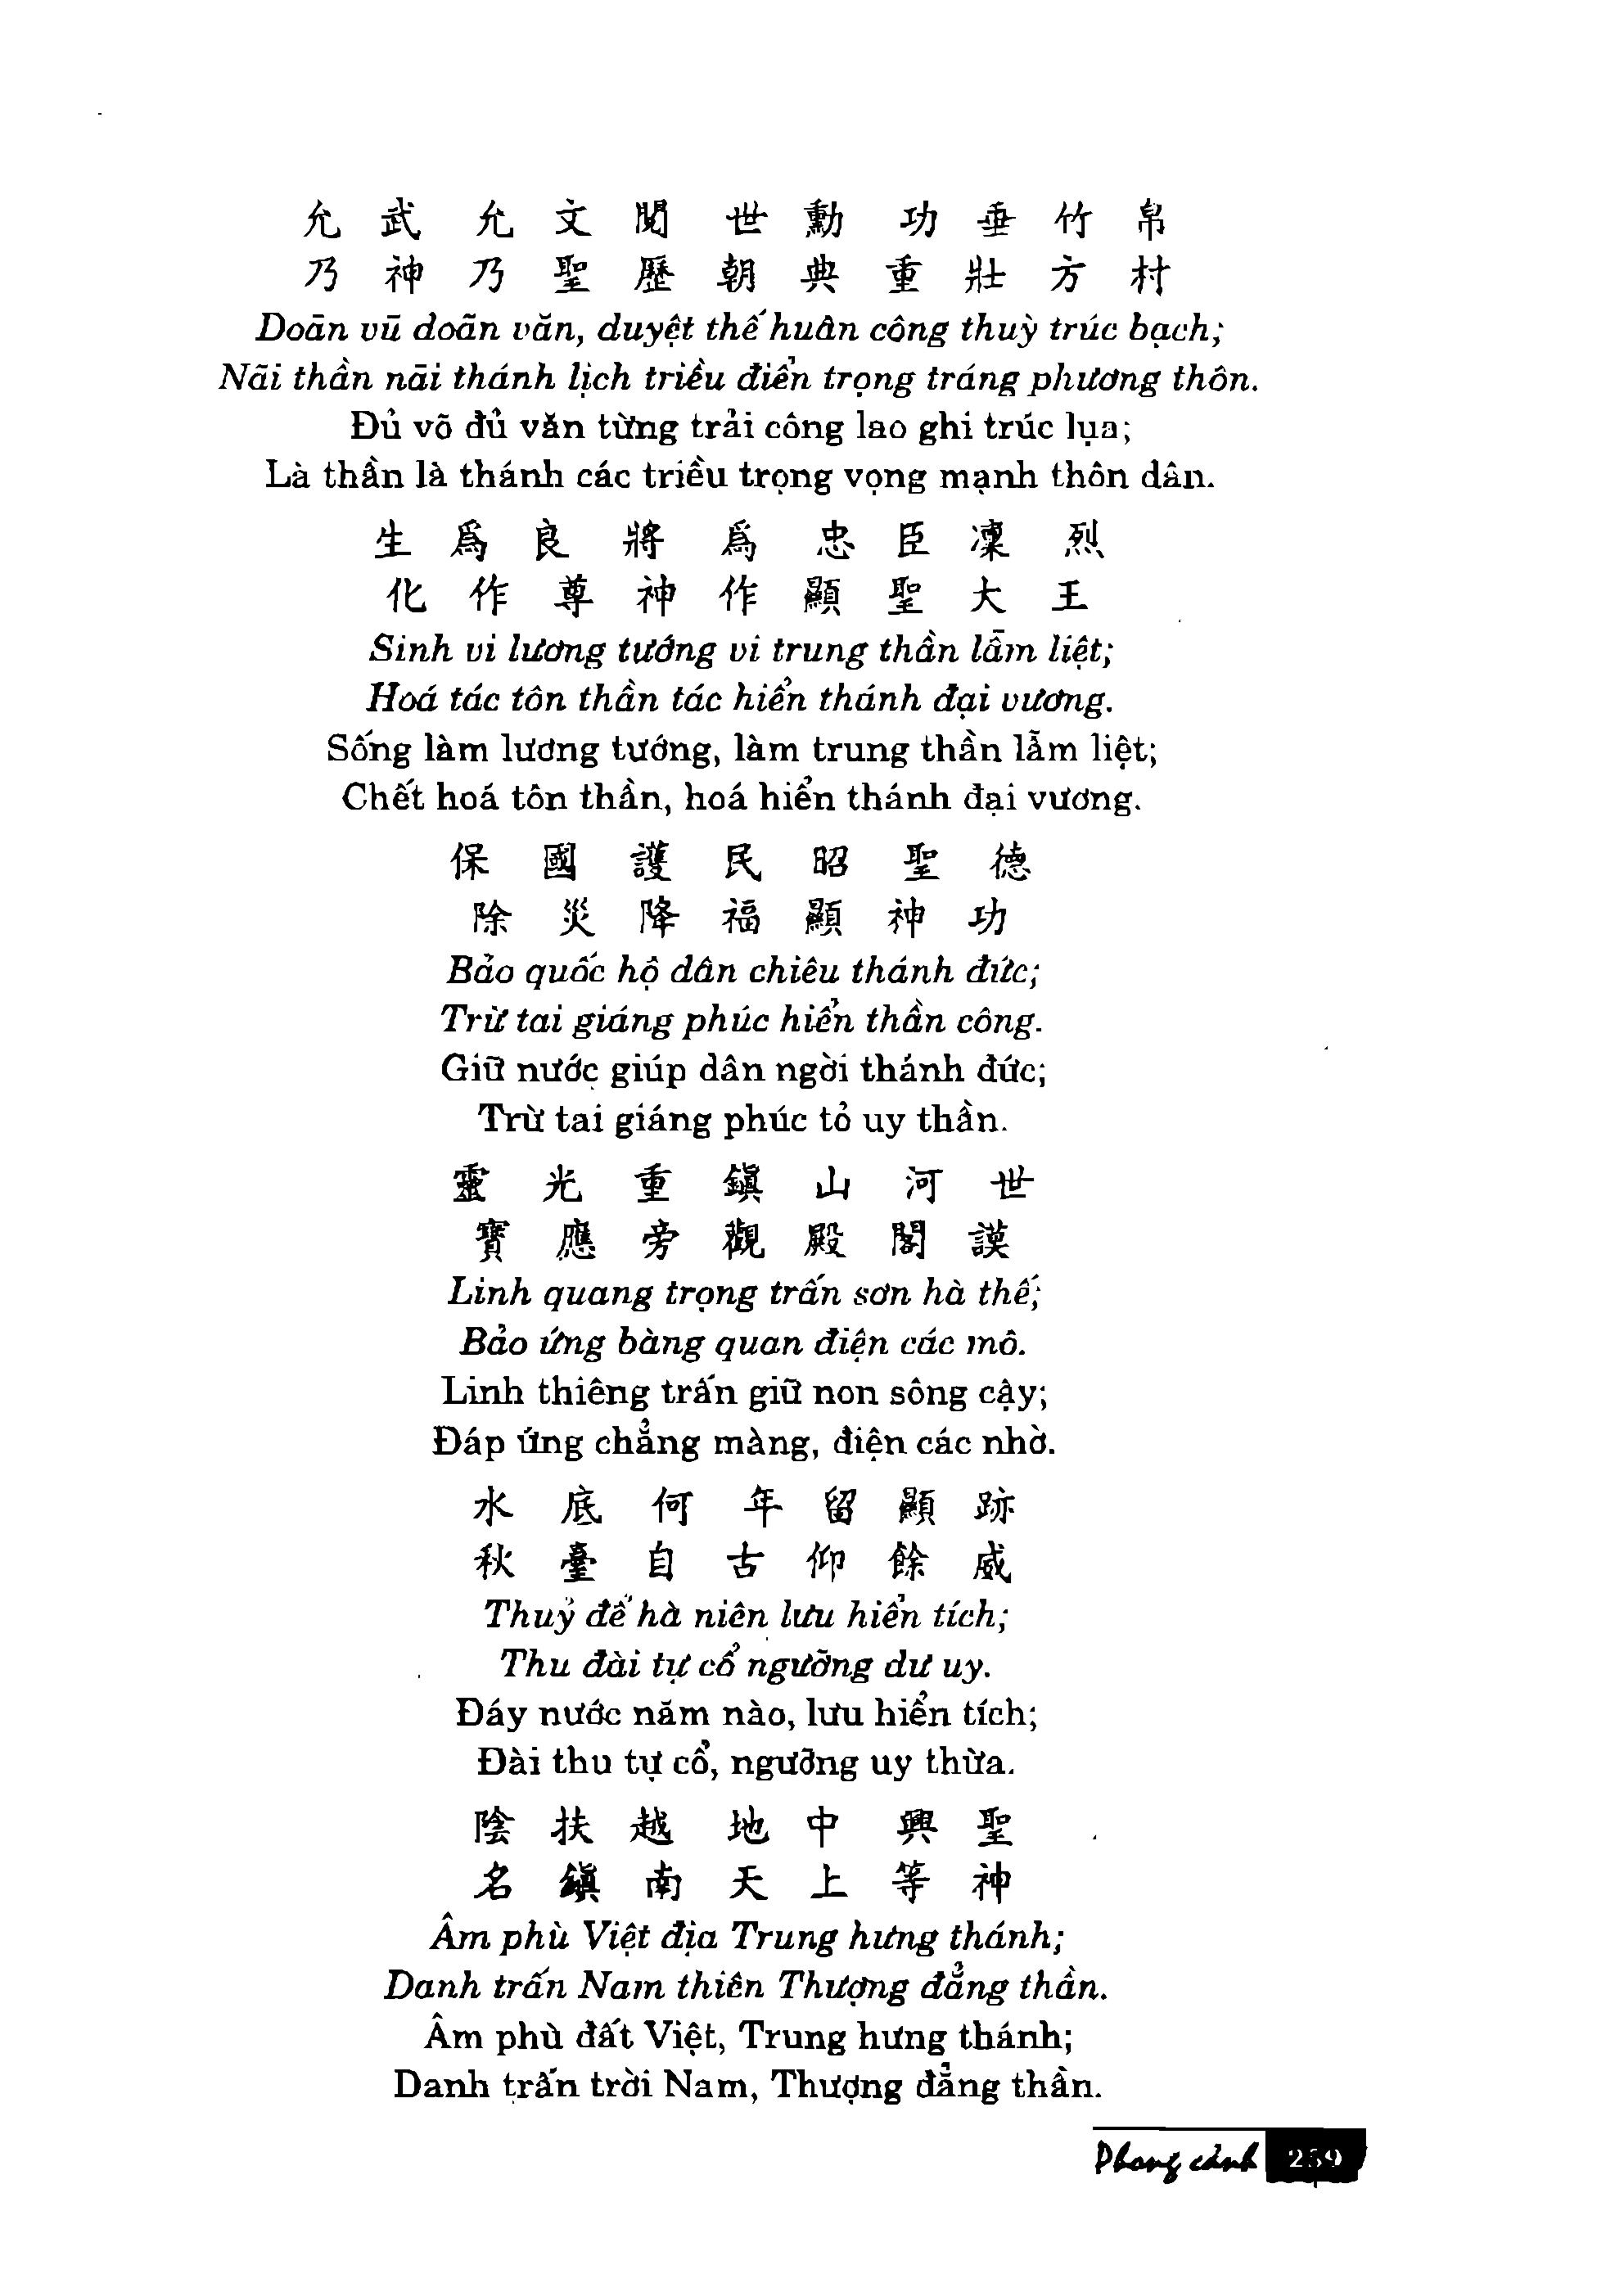 允武允文閱世勳功垂竹帛
乃神乃聖歷朝典重壯方村
Doãn vũ doãn văn, duyệt thế huân công thuỳ trúc bạch;
Nãi thần nãi thánh lịch triều điển trọng tráng phương thôn.
Đủ võ đủ văn từng trải công lao ghi trúc lụa;
Là thần là thánh các triều trọng vọng mạnh thôn dân.
生為良將為忠臣凜烈
化作尊神作顯聖大王
Sinh vi lương tướng vi trung thần lẫm liệt;
Hoá tác tôn thần tác hiển thánh đại vương.
Sống làm lương tướng, làm trung thần lẫm liệt;
Chết hoá tôn thần, hoá hiển thánh đại vương.
保國護民昭聖德
除災降福顯神功
Bảo quốc hộ dân chiêu thánh đức;
Trừ tai giáng phúc hiển thần công.
Giữ nước giúp dân ngời thánh đức;
Trừ tai giáng phúc tỏ uy thần.
靈光重鎮山河世
寶應旁觀殿閣謨
Linh quang trọng trấn sơn hà thế;
Bảo ứng bàng quan điện các mô.
Linh thiêng trấn giữ non sông cậy;
Đáp ứng chẳng màng, điện các nhờ.
水底何年留顯跡
秋臺自古仰餘威
Thuỷ để hà niên lưu hiển tích;
Thu đài tự cổ ngưỡng dư uy.
Đáy nước năm nào, lưu hiển tích;
Đài thu tự cổ, ngưỡng uy thừa.
陰扶越地中興聖
名鎮南天上等神
Âm phù Việt địa Trung hưng thánh;
Danh trấn Nam thiên Thượng đẳng thần.
Âm phù đất Việt, Trung hưng thánh;
Danh trấn trời Nam, Thượng đẳng thần.
Phong cảnh 259